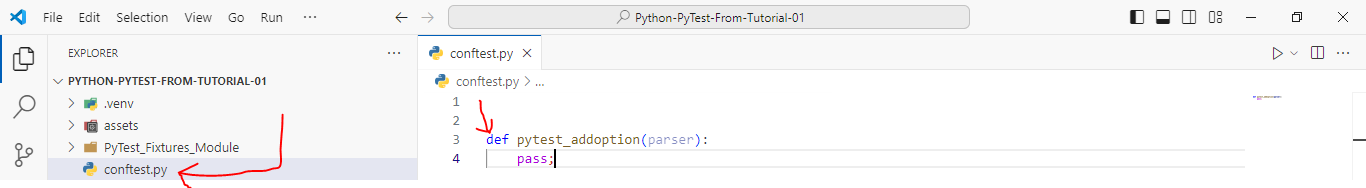 File Edit Selection View Go Run ··· Python-PyTest-From-Tutorial-01
EXPLORER ···
PYTHON-PYTEST-FROM-TUTORIAL-01
.venv
assets
PyTest_Fixtures_Module
conftest.py
conftest.py
conftest.py > ...
1
2
3 def pytest_addoption(parser):
4 pass;